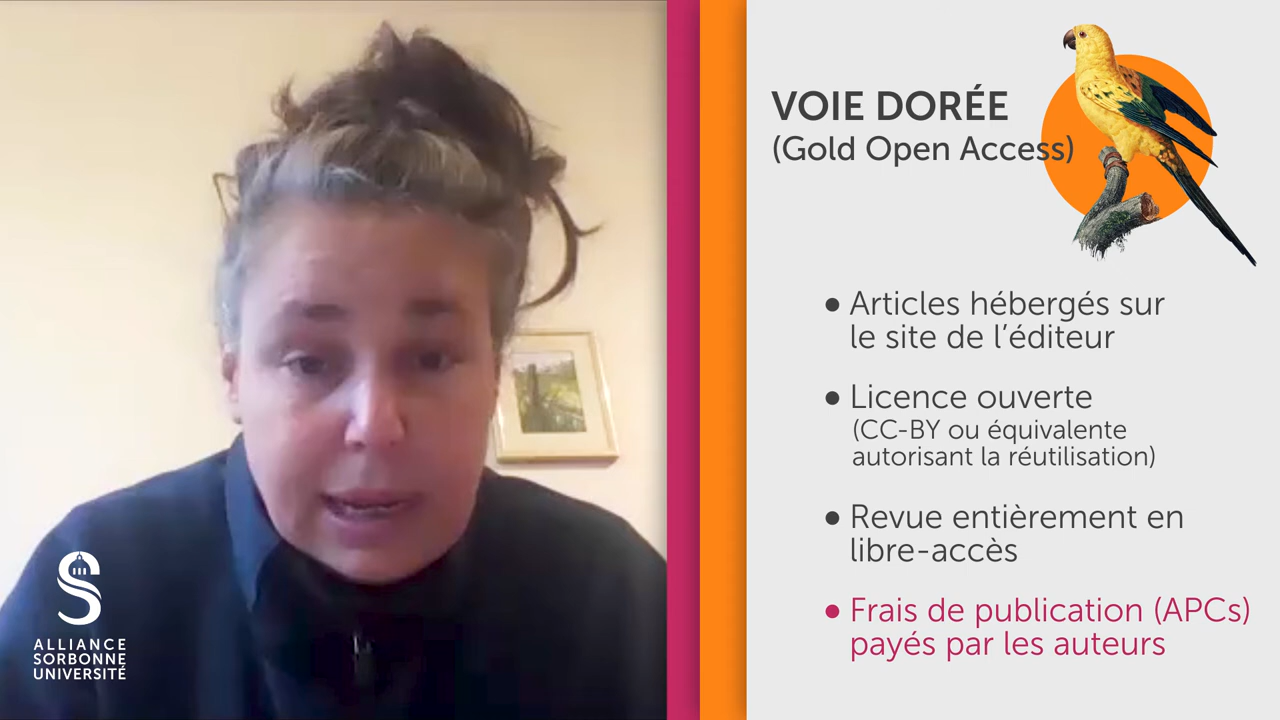 VOIE DORÉE
(Gold Open Access)
● Articles hébergés sur
le site de l’éditeur
● Licence ouverte
(CC-BY ou équivalente
autorisant la réutilisation)
● Revue entièrement en
libre-accès
● Frais de publication (APCs)
payés par les auteurs
ALLIANCE
SORBONNE
UNIVERSITÉ